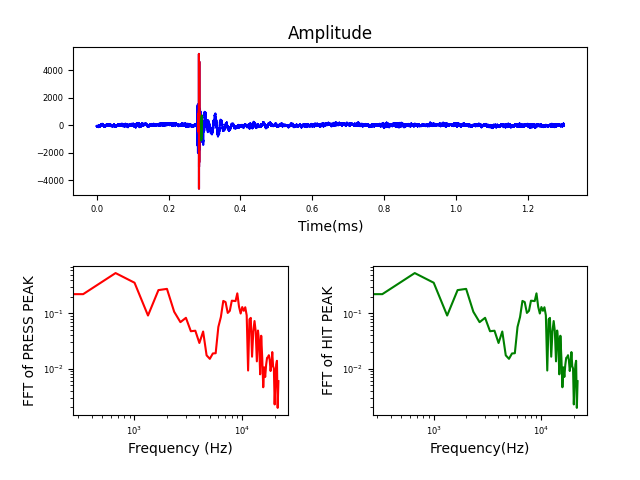 Amplitude
4000
2000
0
−2000
−4000
0.0 0.2 0.4 0.6 0.8 1.0 1.2
Time(ms)
FFT of PRESS PEAK
10⁻¹
10⁻²
10³ 10⁴
Frequency (Hz)
FFT of HIT PEAK
10⁻¹
10⁻²
10³ 10⁴
Frequency(Hz)